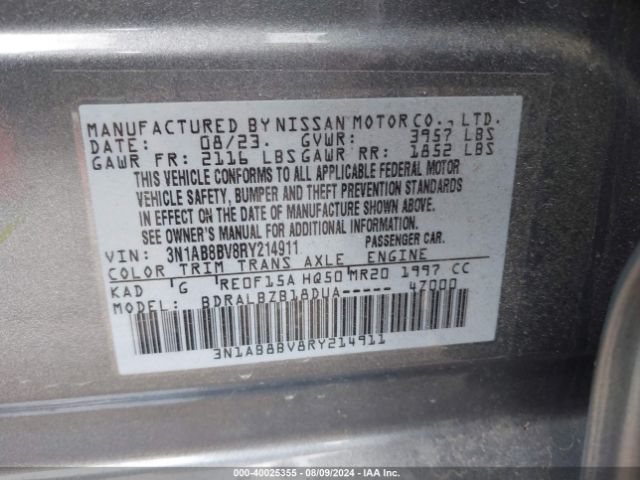 MANUFACTURED BY NISSAN MOTOR CO., LTD.
DATE: 08/23. GVWR: 3957 LBS
GAWR FR: 2116 LBS GAWR RR: 1852 LBS
THIS VEHICLE CONFORMS TO ALL APPLICABLE FEDERAL MOTOR
VEHICLE SAFETY, BUMPER AND THEFT PREVENTION STANDARDS
IN EFFECT ON THE DATE OF MANUFACTURE SHOWN ABOVE.
SEE OWNER'S MANUAL FOR ADDITIONAL INFORMATION.
VIN: 3N1AB8BV8RY214911 PASSENGER CAR.
COLOR TRIM TRANS AXLE ENGINE
KAD G RE0F15A HQ50 MR20 1997 CC
MODEL: BDRALBZB18DUA----- 47000
3N1AB8BV8RY214911
000-40025355 - 08/09/2024 - IAA Inc.